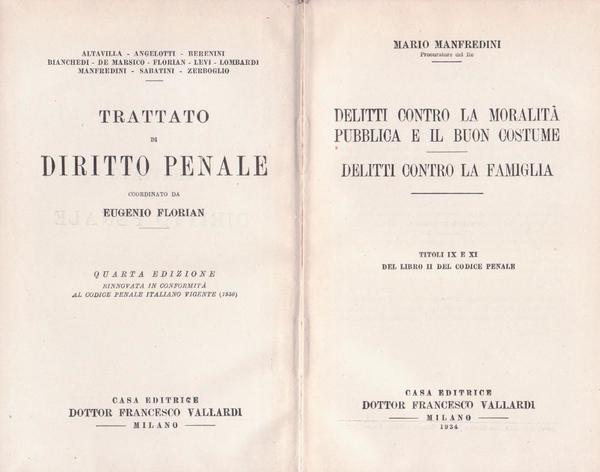 ALTAVILLA - ANGELOTTI - BERENINI
BIANCHEDI - DE MARSICO - FLORIAN - LEVI - LOMBARDI
MANFREDINI - SABATINI - ZERBOGLIO
TRATTATO
DI
DIRITTO PENALE
COORDINATO DA
EUGENIO FLORIAN
QUARTA EDIZIONE
RINNOVATA IN CONFORMITÀ
AL CODICE PENALE ITALIANO VIGENTE (1930)
CASA EDITRICE
DOTTOR FRANCESCO VALLARDI
MILANO
MARIO MANFREDINI
Procuratore del Re
DELITTI CONTRO LA MORALITÀ
PUBBLICA E IL BUON COSTUME
DELITTI CONTRO LA FAMIGLIA
TITOLI IX E XI
DEL LIBRO II DEL CODICE PENALE
CASA EDITRICE
DOTTOR FRANCESCO VALLARDI
MILANO
1934